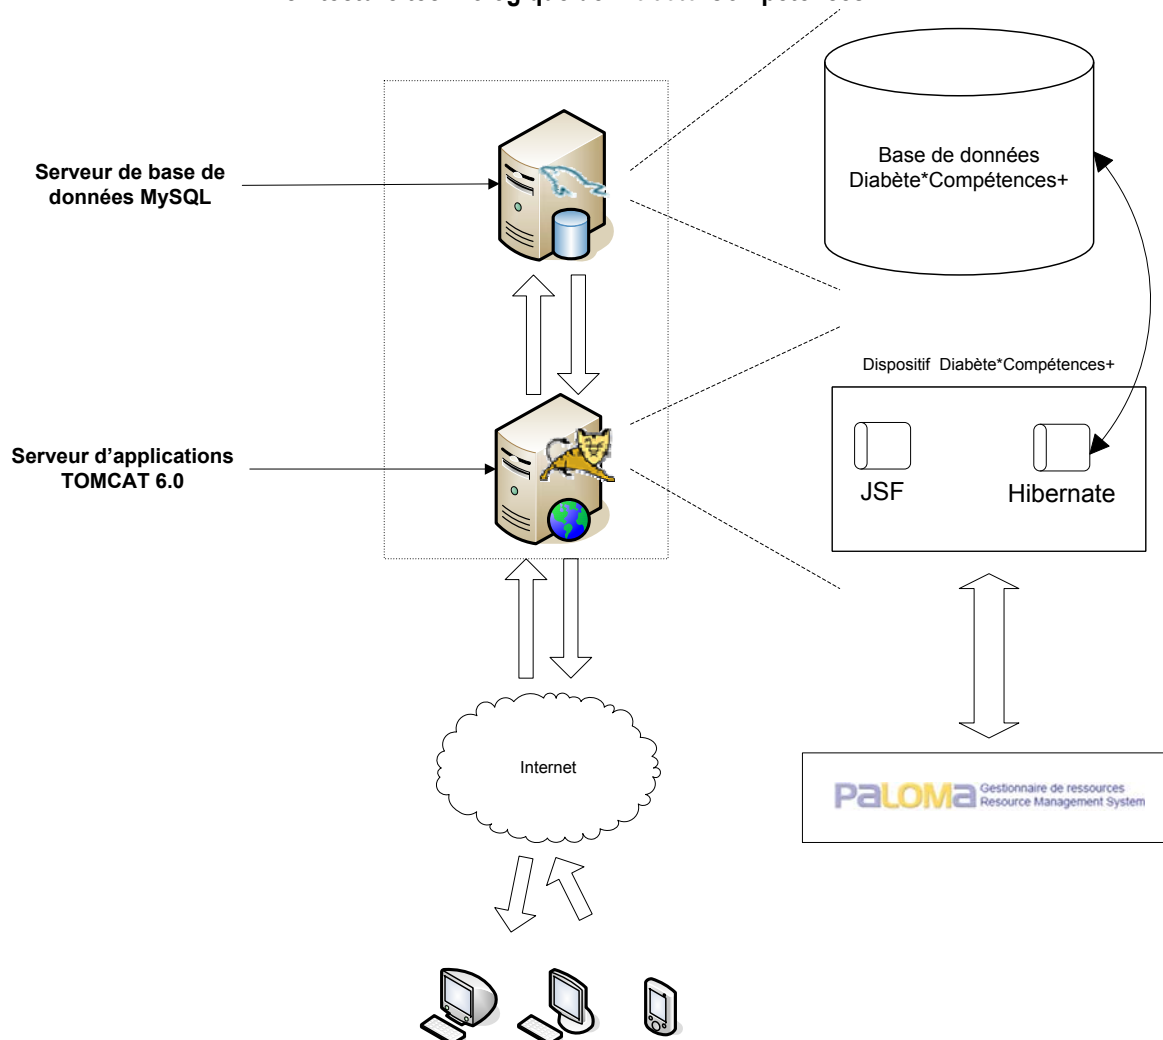 Serveur de base de
données MySQL
Base de données
Diabète*Compétences+
Dispositif Diabète*Compétences+
Serveur d'applications
TOMCAT 6.0
JSF
Hibernate
Internet
PALOMA
Gestionnaire de ressources
Resource Management System